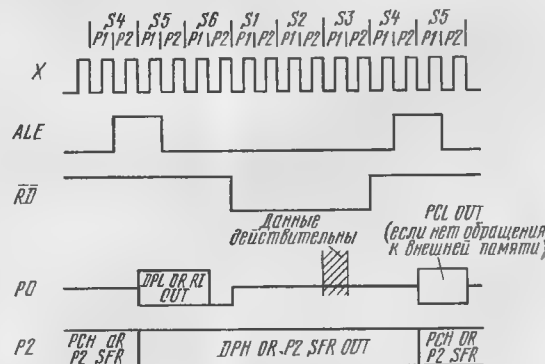 S4 S5 S6 S1 S2 S3 S4 S5
P1 P2 P1 P2 P1 P2 P1 P2 P1 P2 P1 P2 P1 P2 P1 P2
X
ALE
RD
Данные
действительны
PCL OUT
(если нет обращения
к внешней памяти)
P0
DPL OR RI
OUT
P2
PCH OR
P2 SFR
DPH OR P2 SFR OUT
PCH OR
P2 SFR